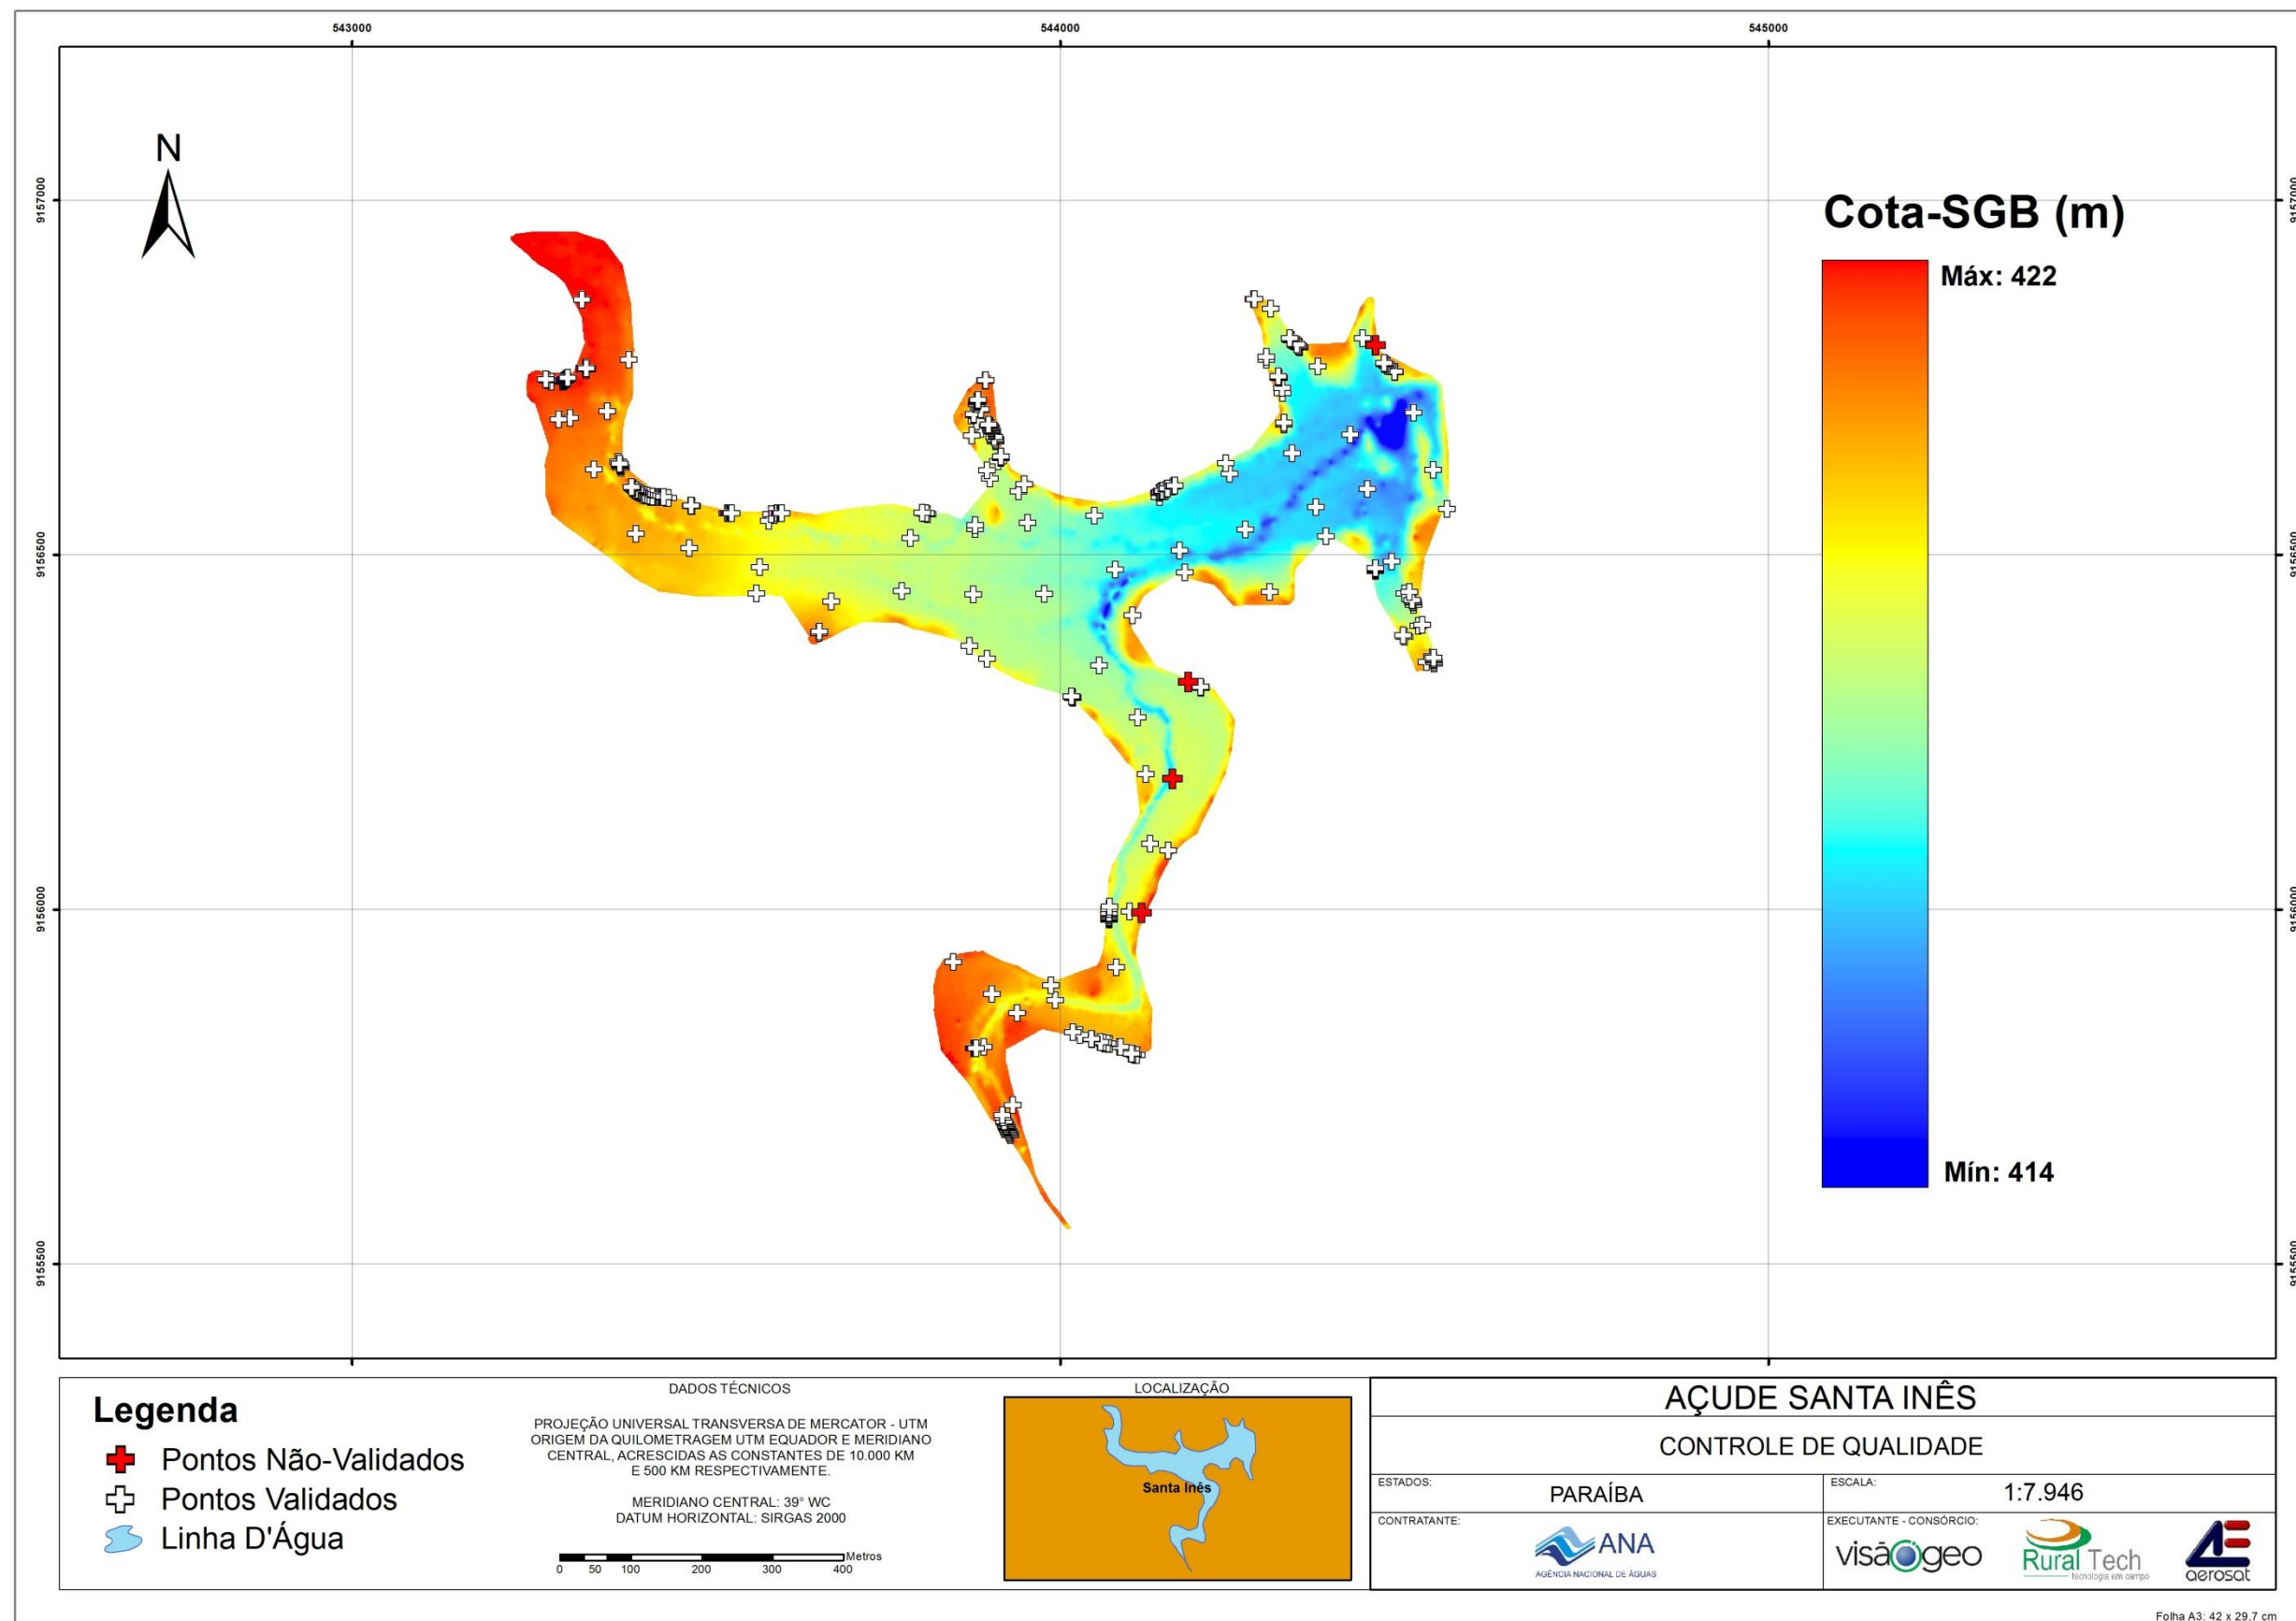 543000
544000
545000
9157000
9157000
N
Cota-SGB (m)
Máx: 422
9156500
9156500
9156000
9156000
Mín: 414
9155500
9155500
Legenda
Pontos Não-Validados
Pontos Validados
Linha D'Água
DADOS TÉCNICOS
PROJEÇÃO UNIVERSAL TRANSVERSA DE MERCATOR - UTM
ORIGEM DA QUILOMETRAGEM UTM EQUADOR E MERIDIANO
CENTRAL, ACRESCIDAS AS CONSTANTES DE 10.000 KM
E 500 KM RESPECTIVAMENTE.
MERIDIANO CENTRAL: 39° WC
DATUM HORIZONTAL: SIRGAS 2000
Metros
0 50 100 200 300 400
LOCALIZAÇÃO
Santa Inês
AÇUDE SANTA INÊS
CONTROLE DE QUALIDADE
ESTADOS:
PARAÍBA
ESCALA:
1:7.946
CONTRATANTE:
ANA
AGÊNCIA NACIONAL DE ÁGUAS
EXECUTANTE - CONSÓRCIO:
visãogeo
Rural Tech
tecnologia em campo
AE
aerosat
Folha A3: 42 x 29.7 cm